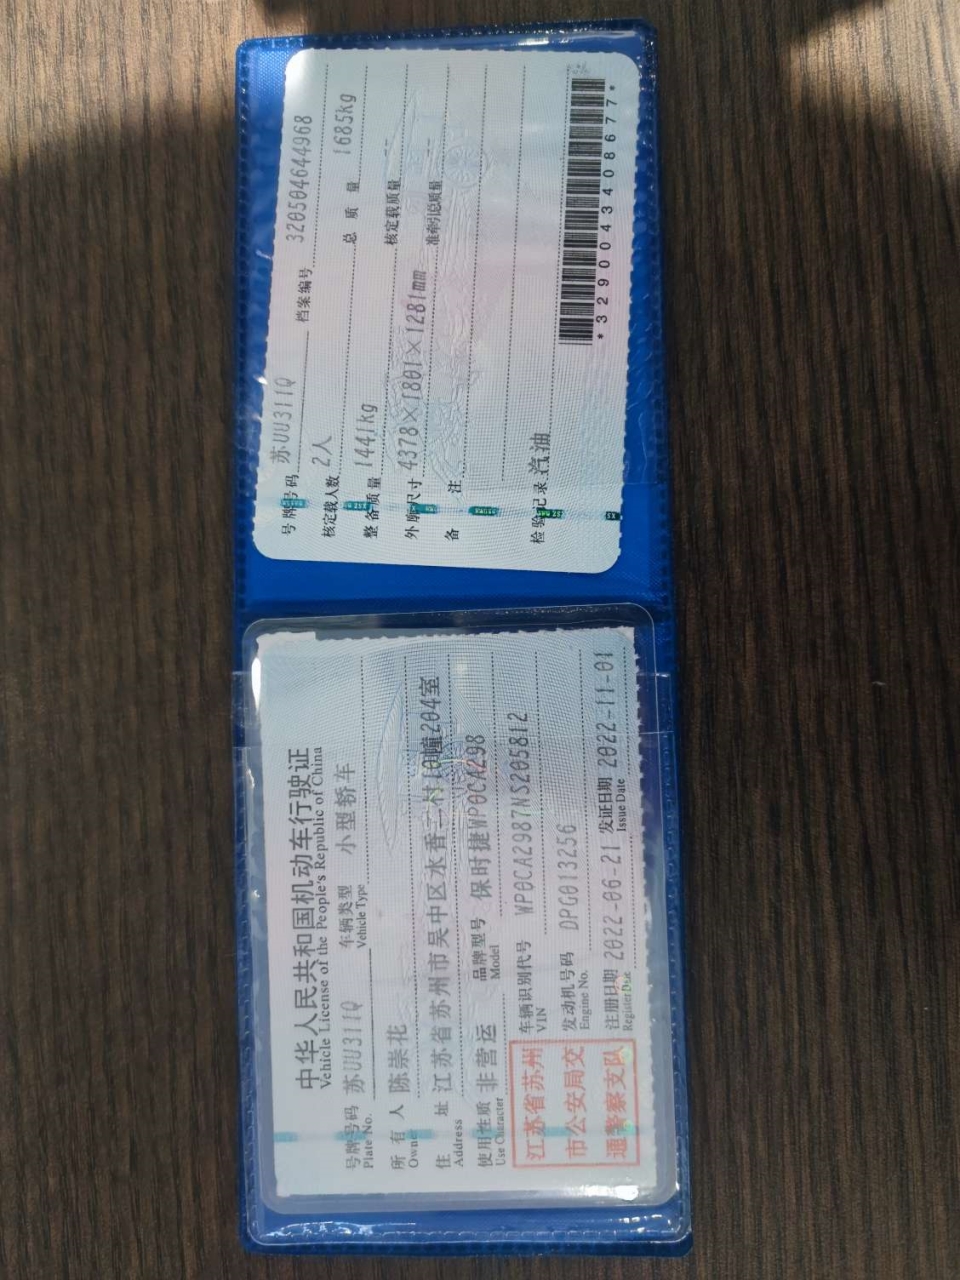 中华人民共和国机动车行驶证
Vehicle License of the People's Republic of China
号牌号码 苏UU311Q 车辆类型 小型轿车
Plate No. Vehicle Type
所有人 陈崇花
Owner
住址 江苏省苏州市吴中区水香二村10幢204室
Address
使用性质 非营运 品牌型号 保时捷WP0CA298
Use Character Model
江苏省苏州
市公安局交
通警察支队
车辆识别代号 WP0CA2987NS205812
VIN
发动机号码 DPG013256
Engine No.
注册日期 2022-06-21 发证日期 2022-11-01
Register Date Issue Date
号牌号码 苏UU311Q 档案编号 320504644968
核定载人数 2人 总质量 1685kg
整备质量 1441kg 核定载质量 --
外廓尺寸 4378×1801×1281mm 准牵引总质量 --
备注
检验记录 汽油
*3290043408677*